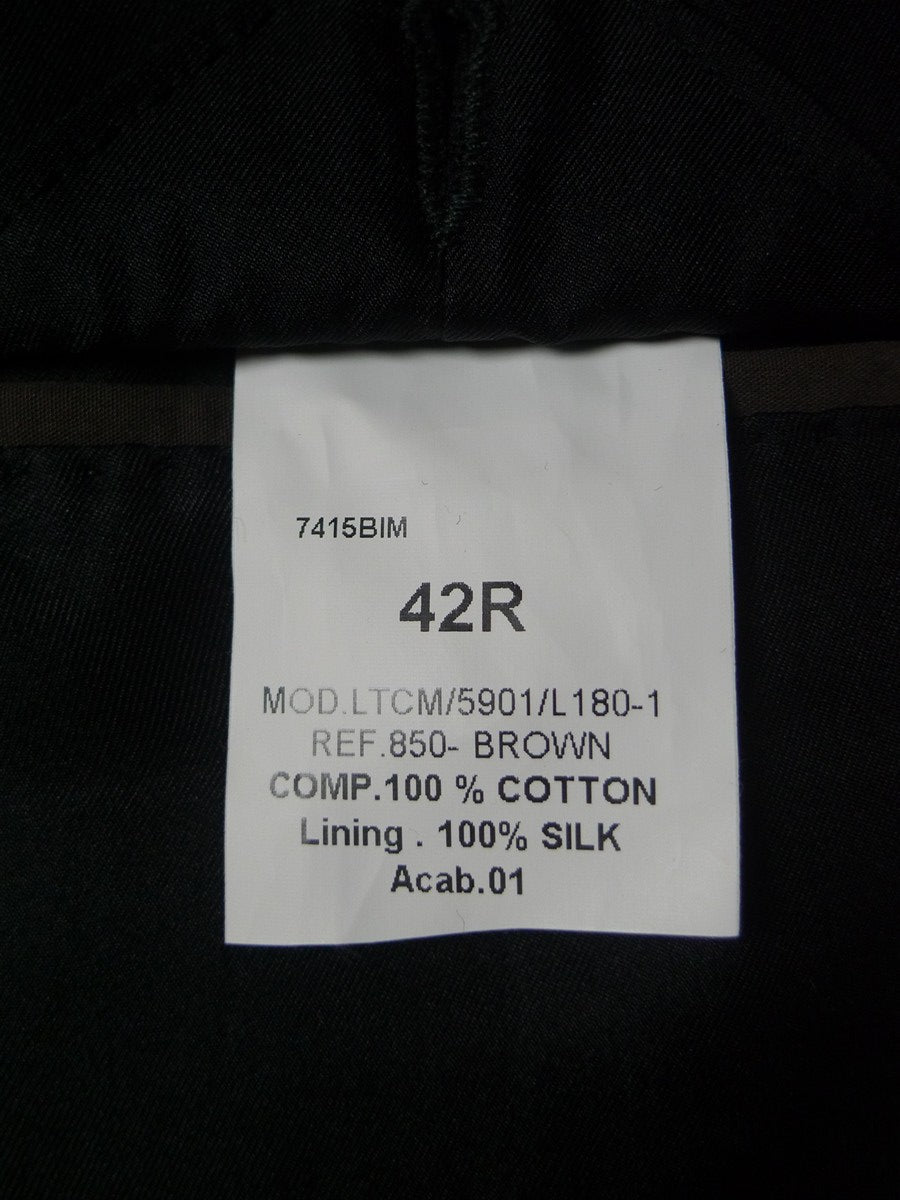 7415BIM
42R
MOD.LTCM/5901/L180-1
REF.850- BROWN
COMP.100 % COTTON
Lining . 100% SILK
Acab.01